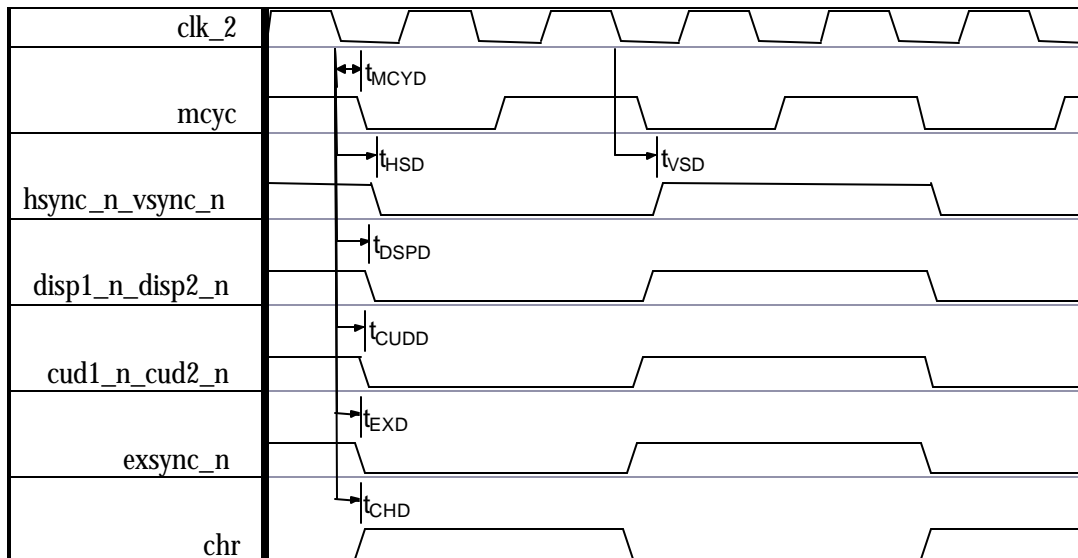 clk_2
tMCYD
mcyc
tHSD
tVSD
hsync_n_vsync_n
tDSPD
disp1_n_disp2_n
tCUDD
cud1_n_cud2_n
tEXD
exsync_n
tCHD
chr